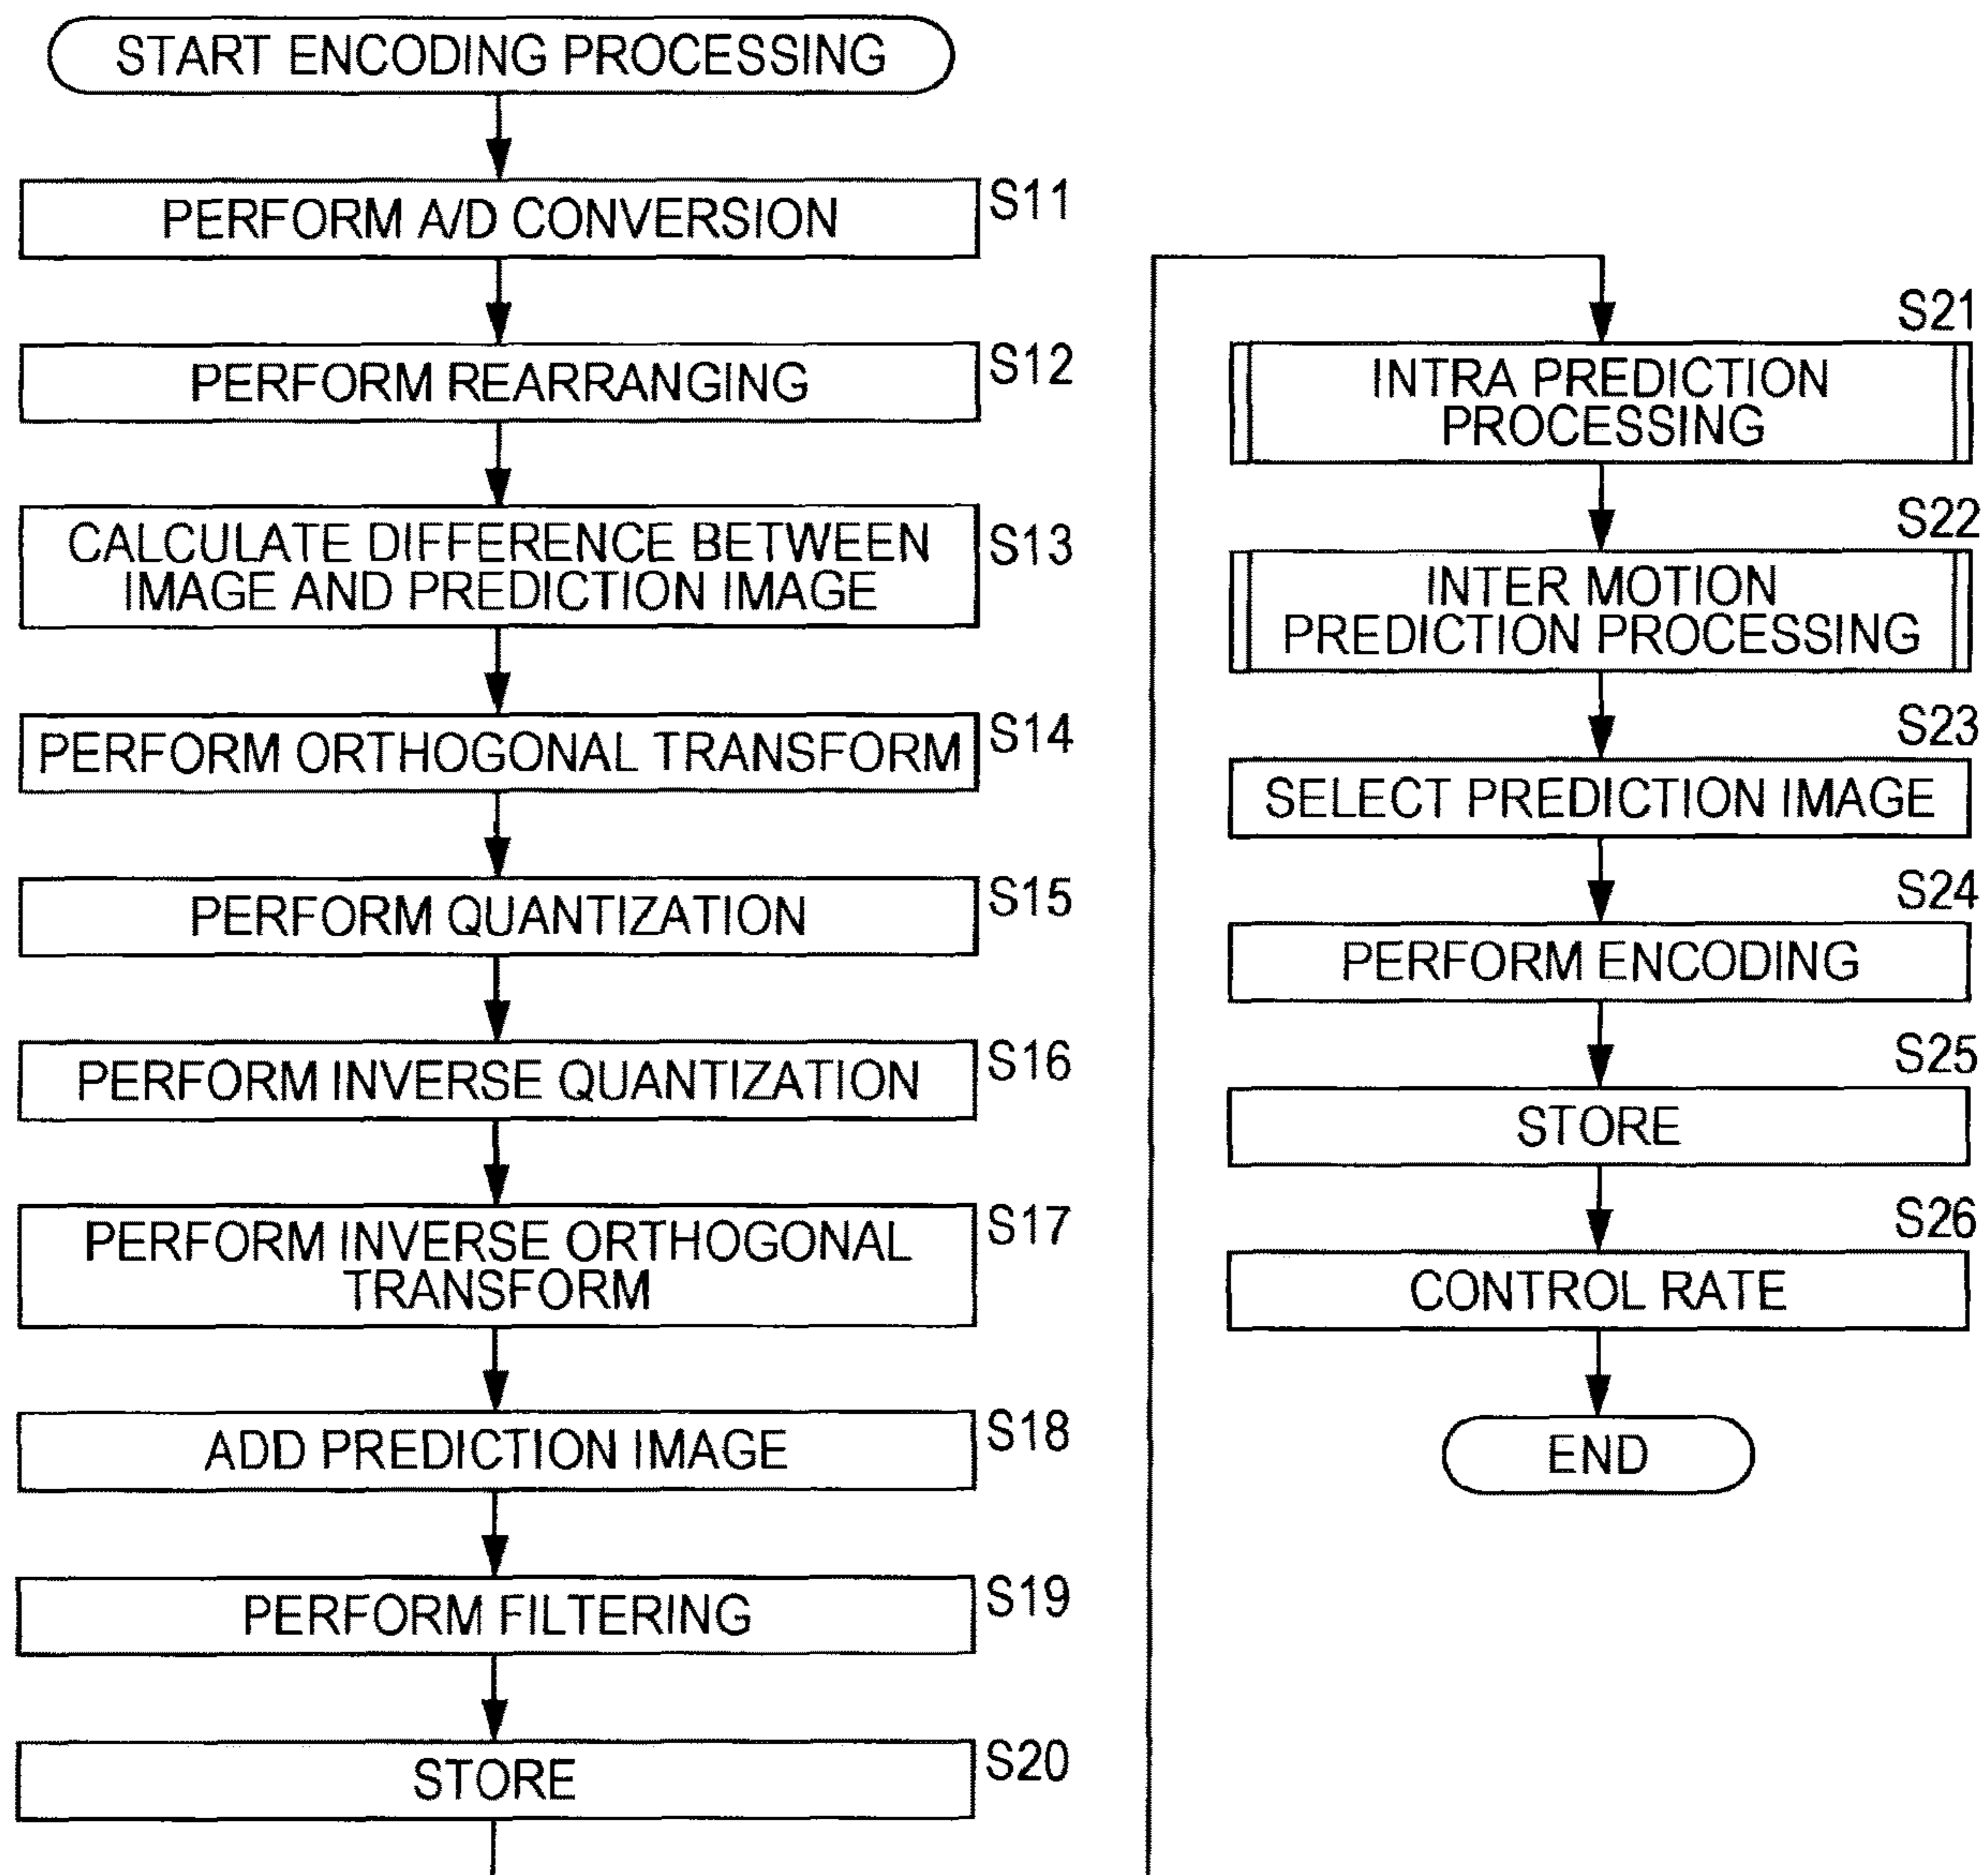 START ENCODING PROCESSING
PERFORM A/D CONVERSION
S11
PERFORM REARRANGING
S12
CALCULATE DIFFERENCE BETWEEN
IMAGE AND PREDICTION IMAGE
S13
PERFORM ORTHOGONAL TRANSFORM
S14
PERFORM QUANTIZATION
S15
PERFORM INVERSE QUANTIZATION
S16
PERFORM INVERSE ORTHOGONAL
TRANSFORM
S17
ADD PREDICTION IMAGE
S18
PERFORM FILTERING
S19
STORE
S20
S21
INTRA PREDICTION
PROCESSING
S22
INTER MOTION
PREDICTION PROCESSING
S23
SELECT PREDICTION IMAGE
S24
PERFORM ENCODING
S25
STORE
S26
CONTROL RATE
END